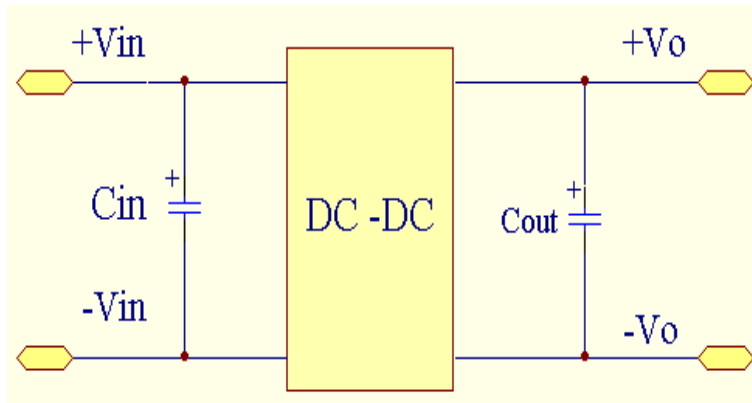 +Vin
+Vo
+
Cin
DC -DC
+
Cout
-Vin
-Vo